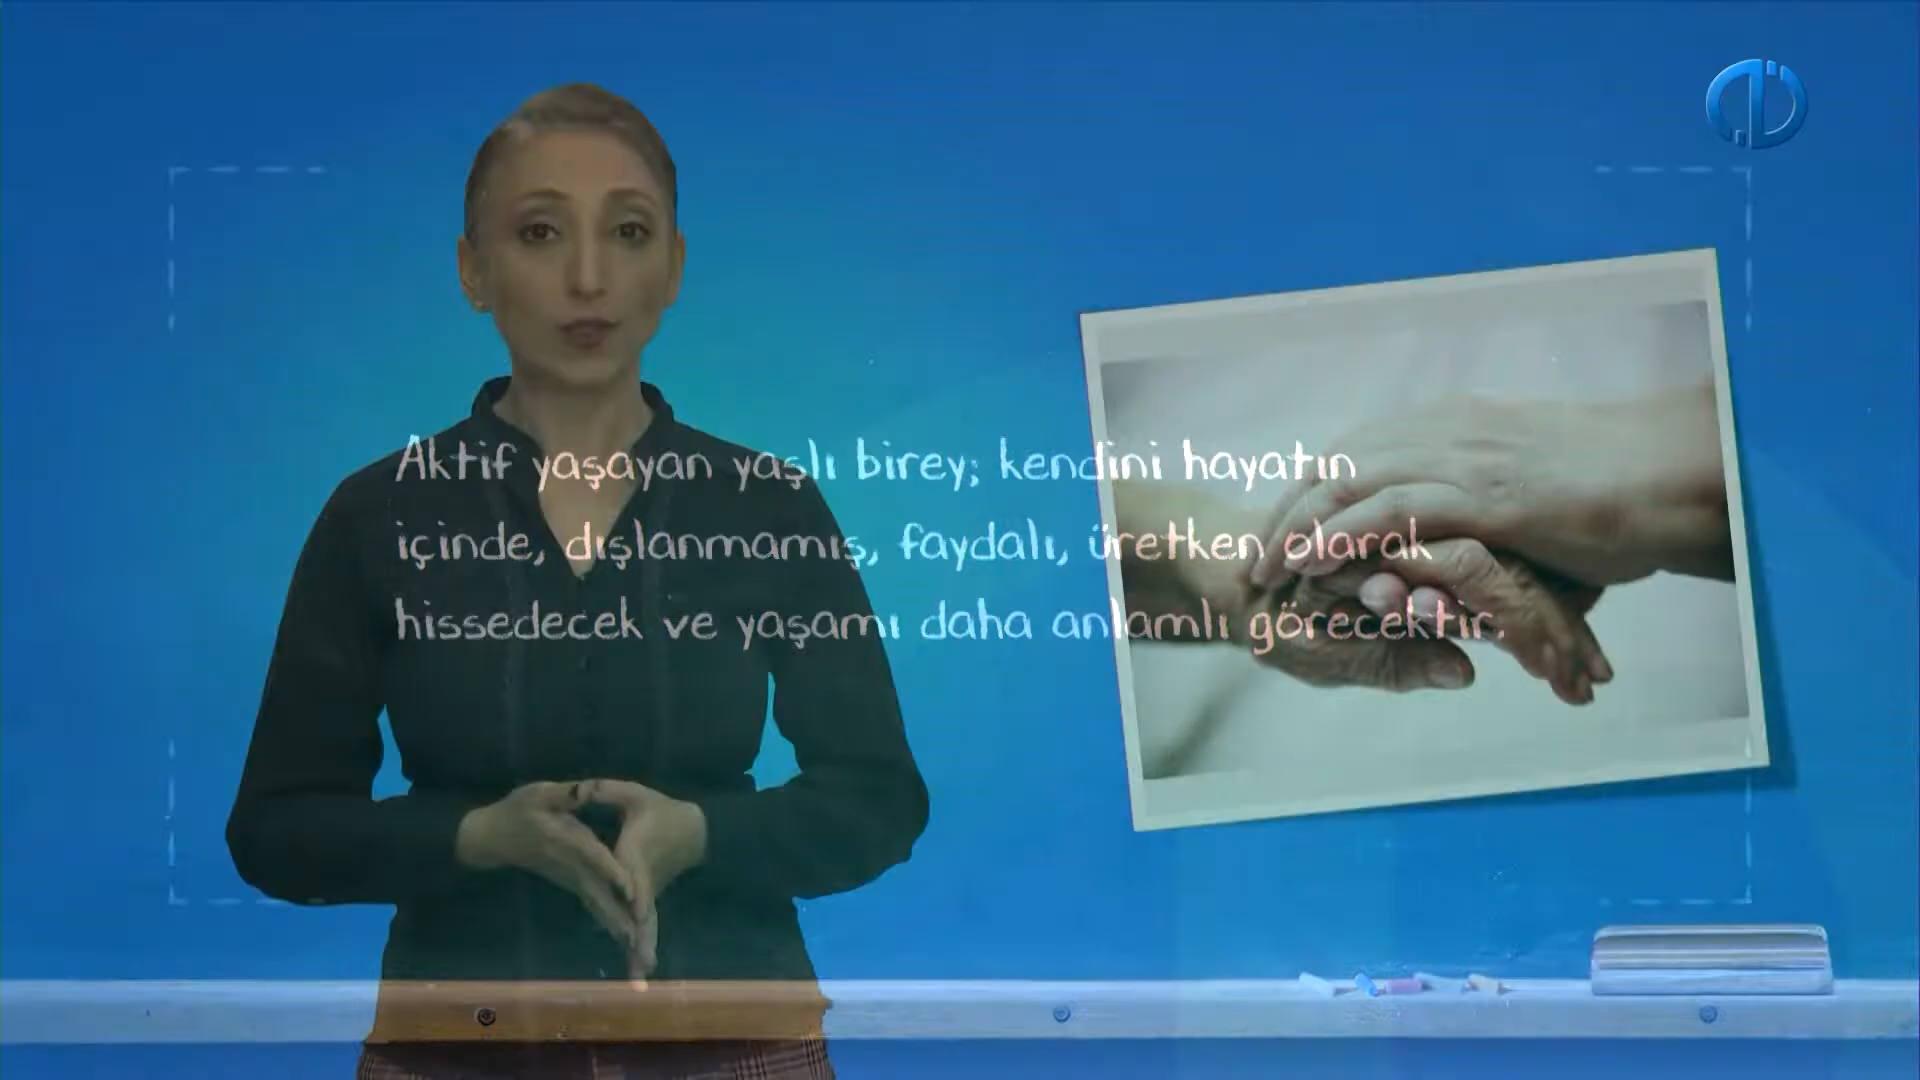 Aktif yaşayan yaşlı birey; kendini hayatın
içinde, dışlanmamış, faydalı, üretken olarak
hissedecek ve yaşamı daha anlamlı görecektir.